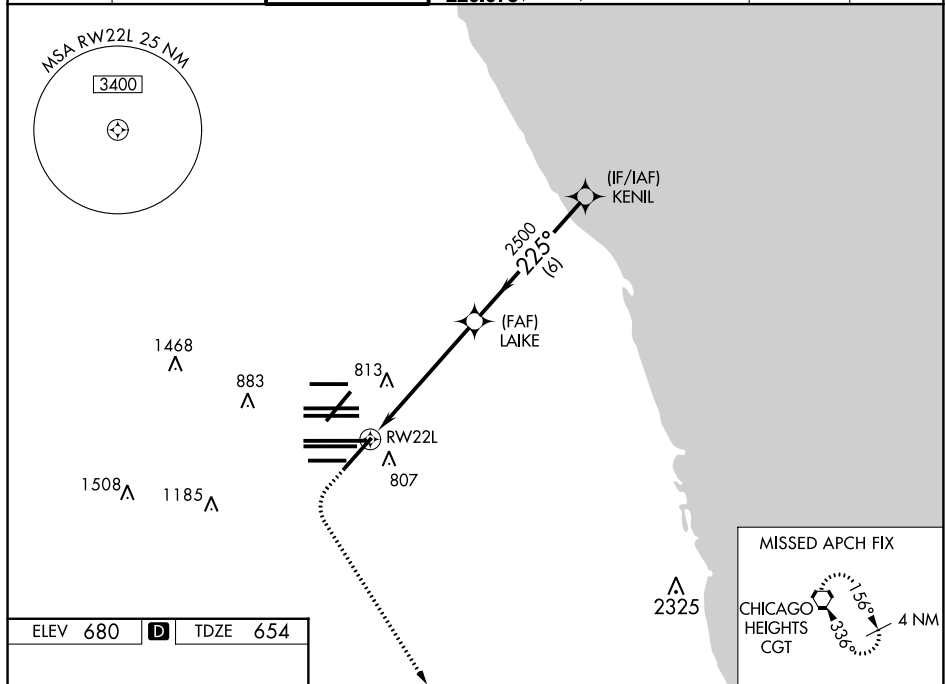 MSA RW22L 25 NM
3400
(IF/IAF)
KENIL
2500
225°
(6)
(FAF)
LAIKE
1468
883
813
RW22L
807
1508
1185
2325
MISSED APCH FIX
CHICAGO
HEIGHTS
CGT
156°
336°
4 NM
ELEV 680 D TDZE 654